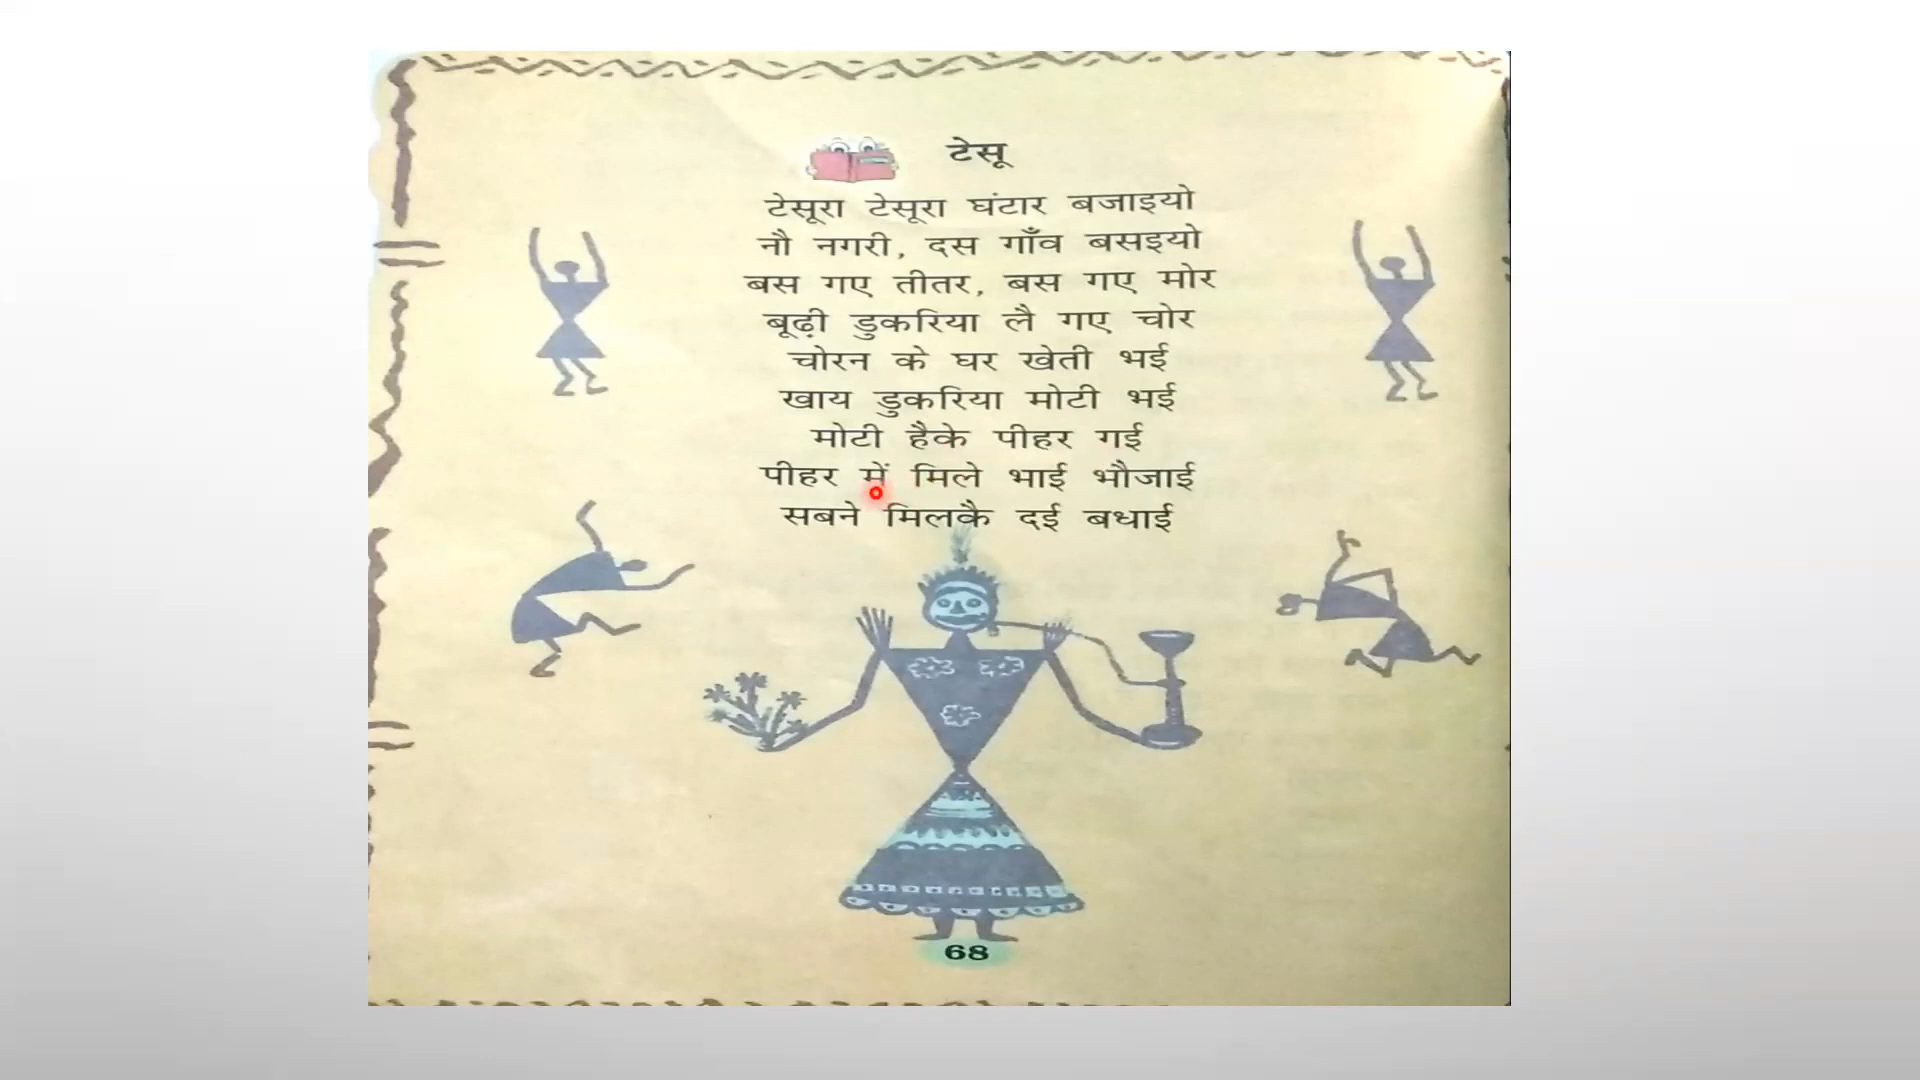 टेसू
टेसूरा टेसूरा घंटार बजाइयो
नौ नगरी, दस गाँव बसइयो
बस गए तीतर, बस गए मोर
बूढ़ी डुकरिया लै गए चोर
चोरन के घर खेती भई
खाय डुकरिया मोटी भई
मोटी हैके पीहर गई
पीहर में मिले भाई भौजाई
सबने मिलकै दई बधाई
68